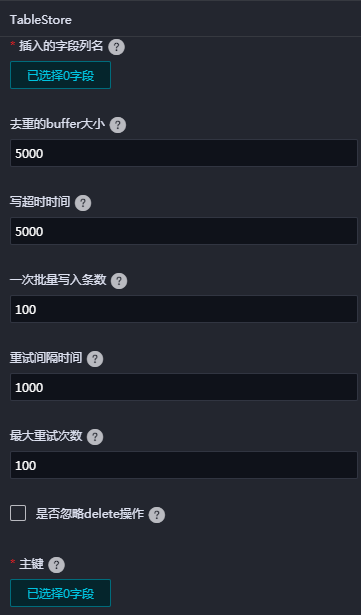 TableStore
* 插入的字段列名 ?
已选择0字段
去重的buffer大小 ?
5000
写超时时间 ?
5000
一次批量写入条数 ?
100
重试间隔时间 ?
1000
最大重试次数 ?
100
是否忽略delete操作 ?
* 主键 ?
已选择0字段